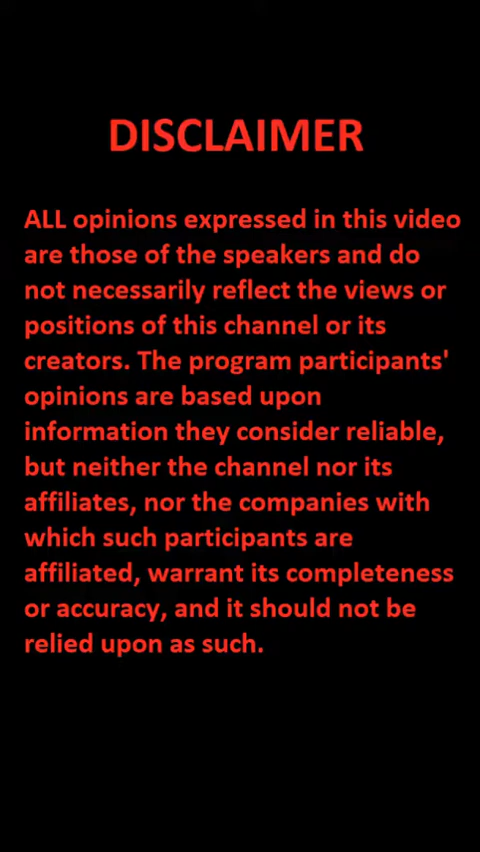 DISCLAIMER
ALL opinions expressed in this video
are those of the speakers and do
not necessarily reflect the views or
positions of this channel or its
creators. The program participants'
opinions are based upon
information they consider reliable,
but neither the channel nor its
affiliates, nor the companies with
which such participants are
affiliated, warrant its completeness
or accuracy, and it should not be
relied upon as such.